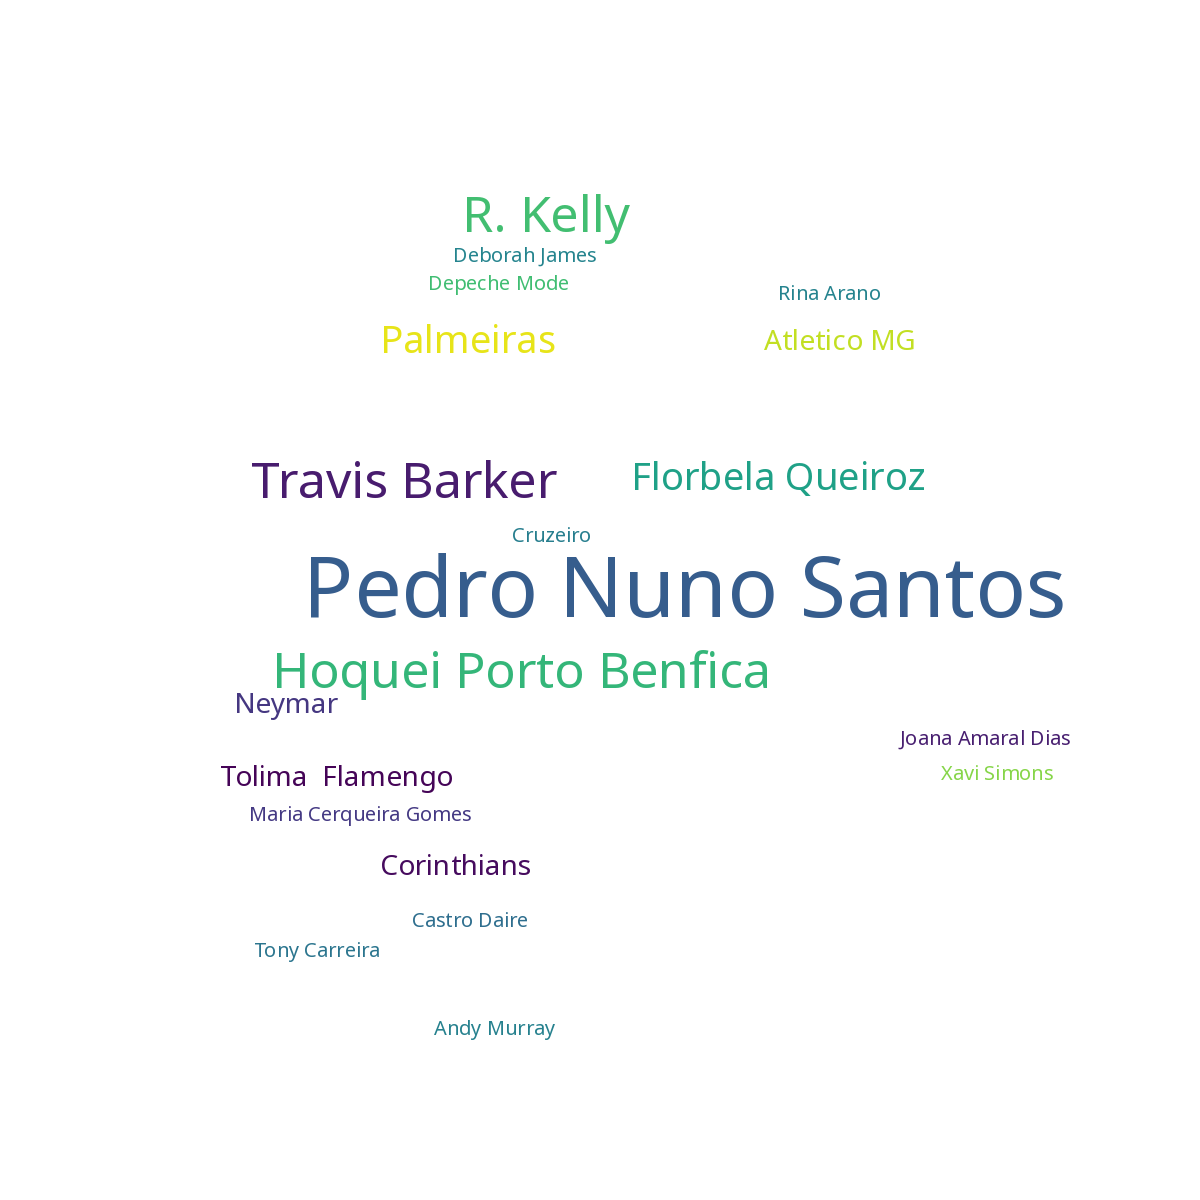 R. Kelly
Deborah James
Depeche Mode
Rina Arano
Palmeiras
Atletico MG
Travis Barker
Florbela Queiroz
Cruzeiro
Pedro Nuno Santos
Hoquei Porto Benfica
Neymar
Joana Amaral Dias
Xavi Simons
Tolima Flamengo
Maria Cerqueira Gomes
Corinthians
Castro Daire
Tony Carreira
Andy Murray